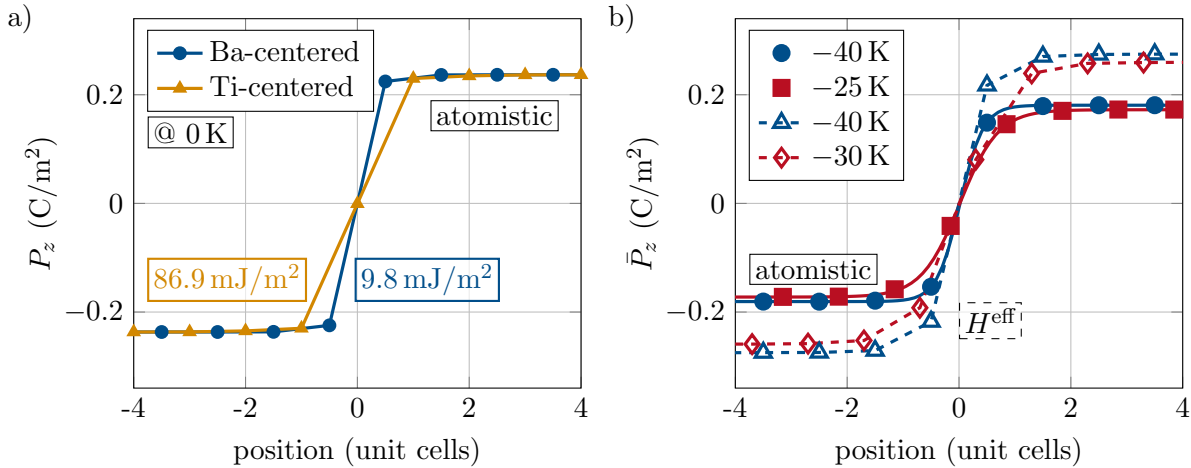 a)
Ba-centered
Ti-centered
@ 0 K
atomistic
86.9 mJ/m²
9.8 mJ/m²
0.2
0
−0.2
P_z (C/m²)
-4
−2
0
2
4
position (unit cells)
b)
−40 K
−25 K
−40 K
−30 K
atomistic
H^eff
0.2
0
−0.2
P̄_z (C/m²)
-4
−2
0
2
4
position (unit cells)